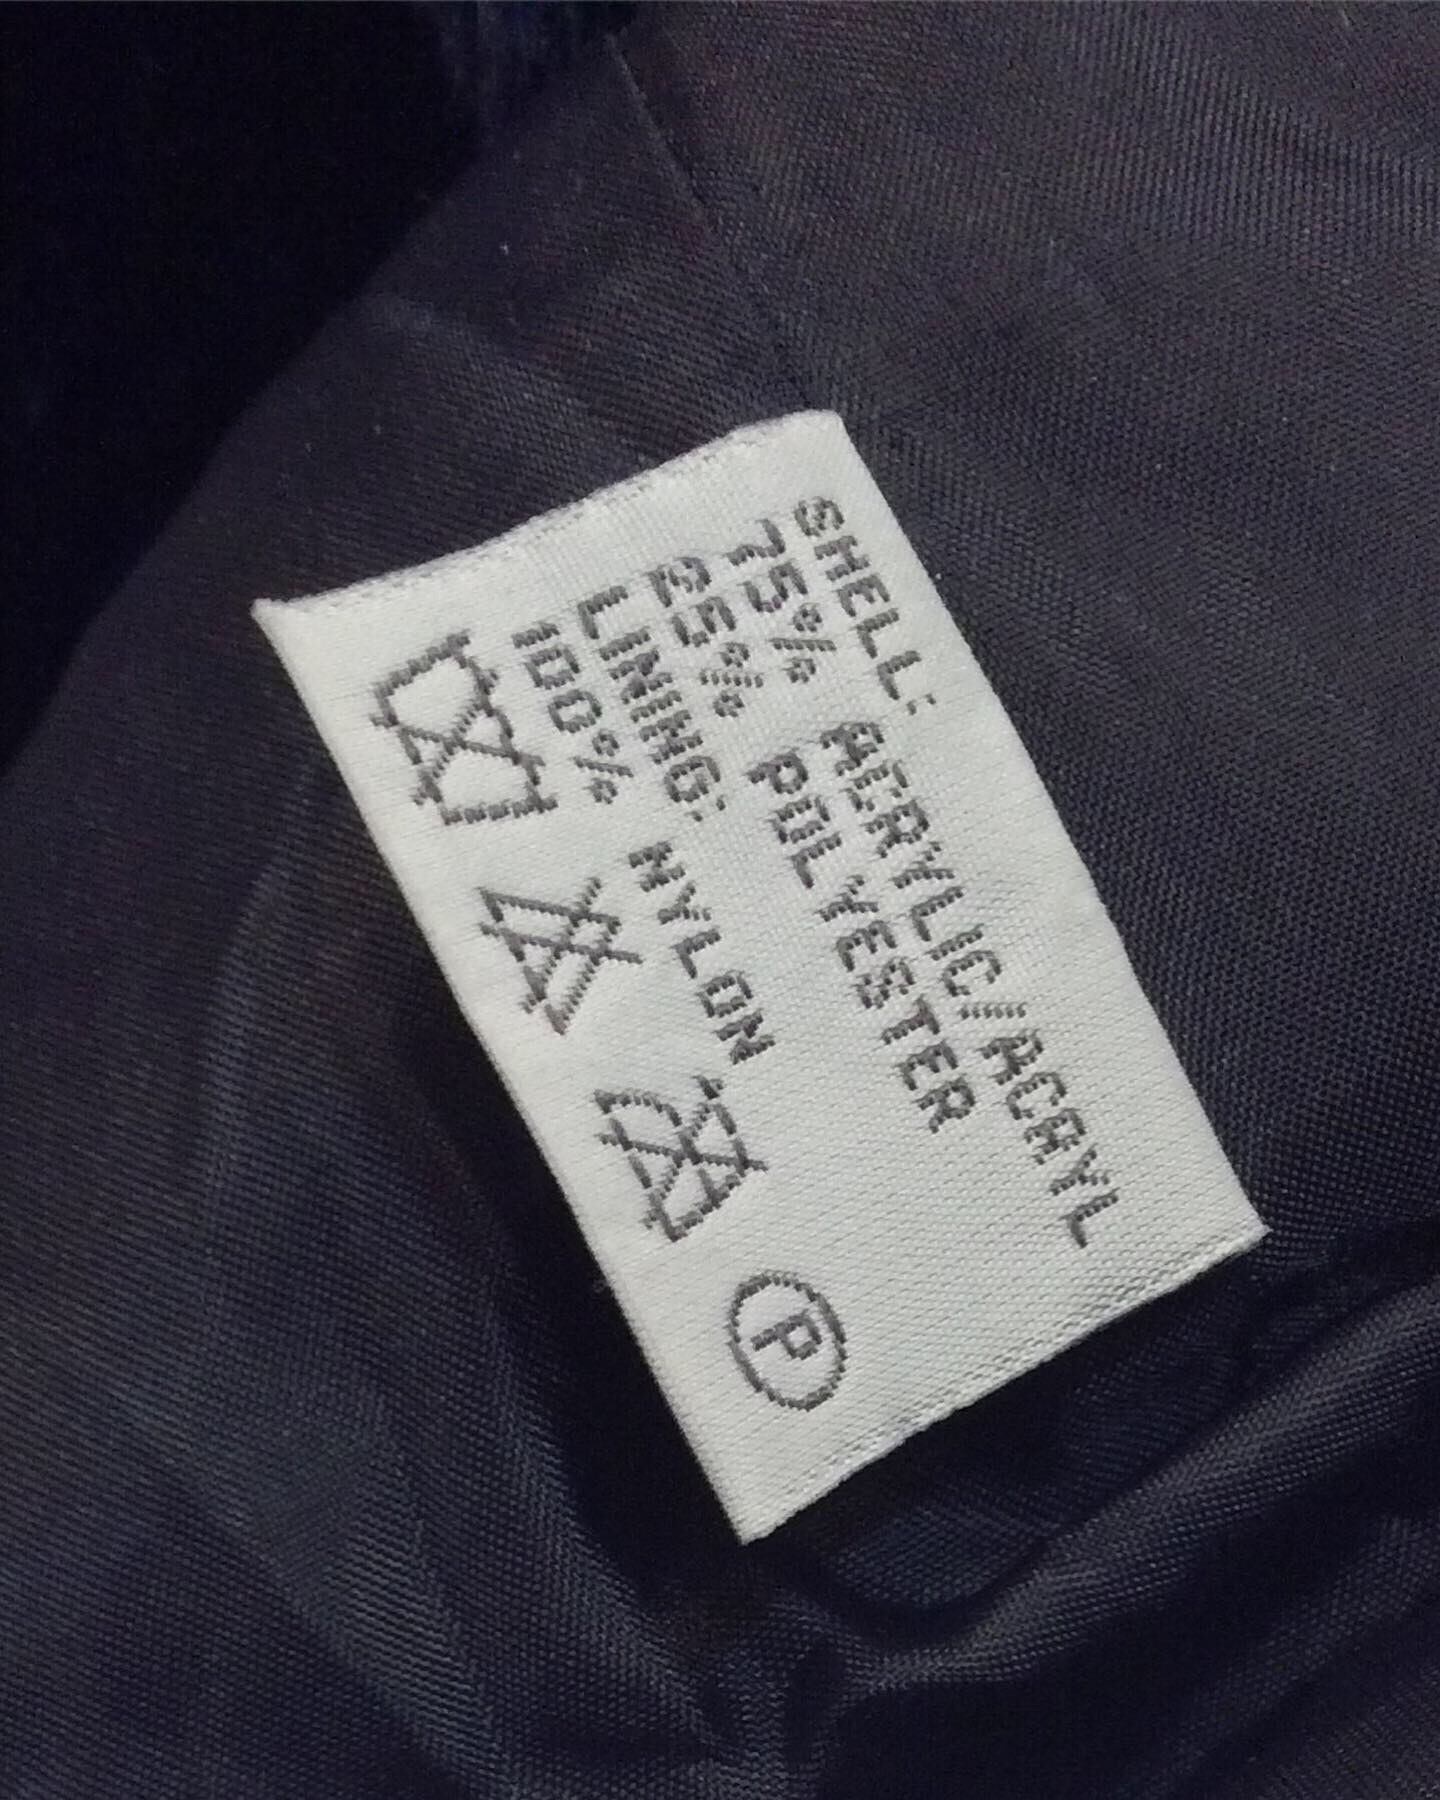 SHELL:
75% ACRYLIC/ACRYL
25% POLYESTER
LINING:
100% NYLON
P